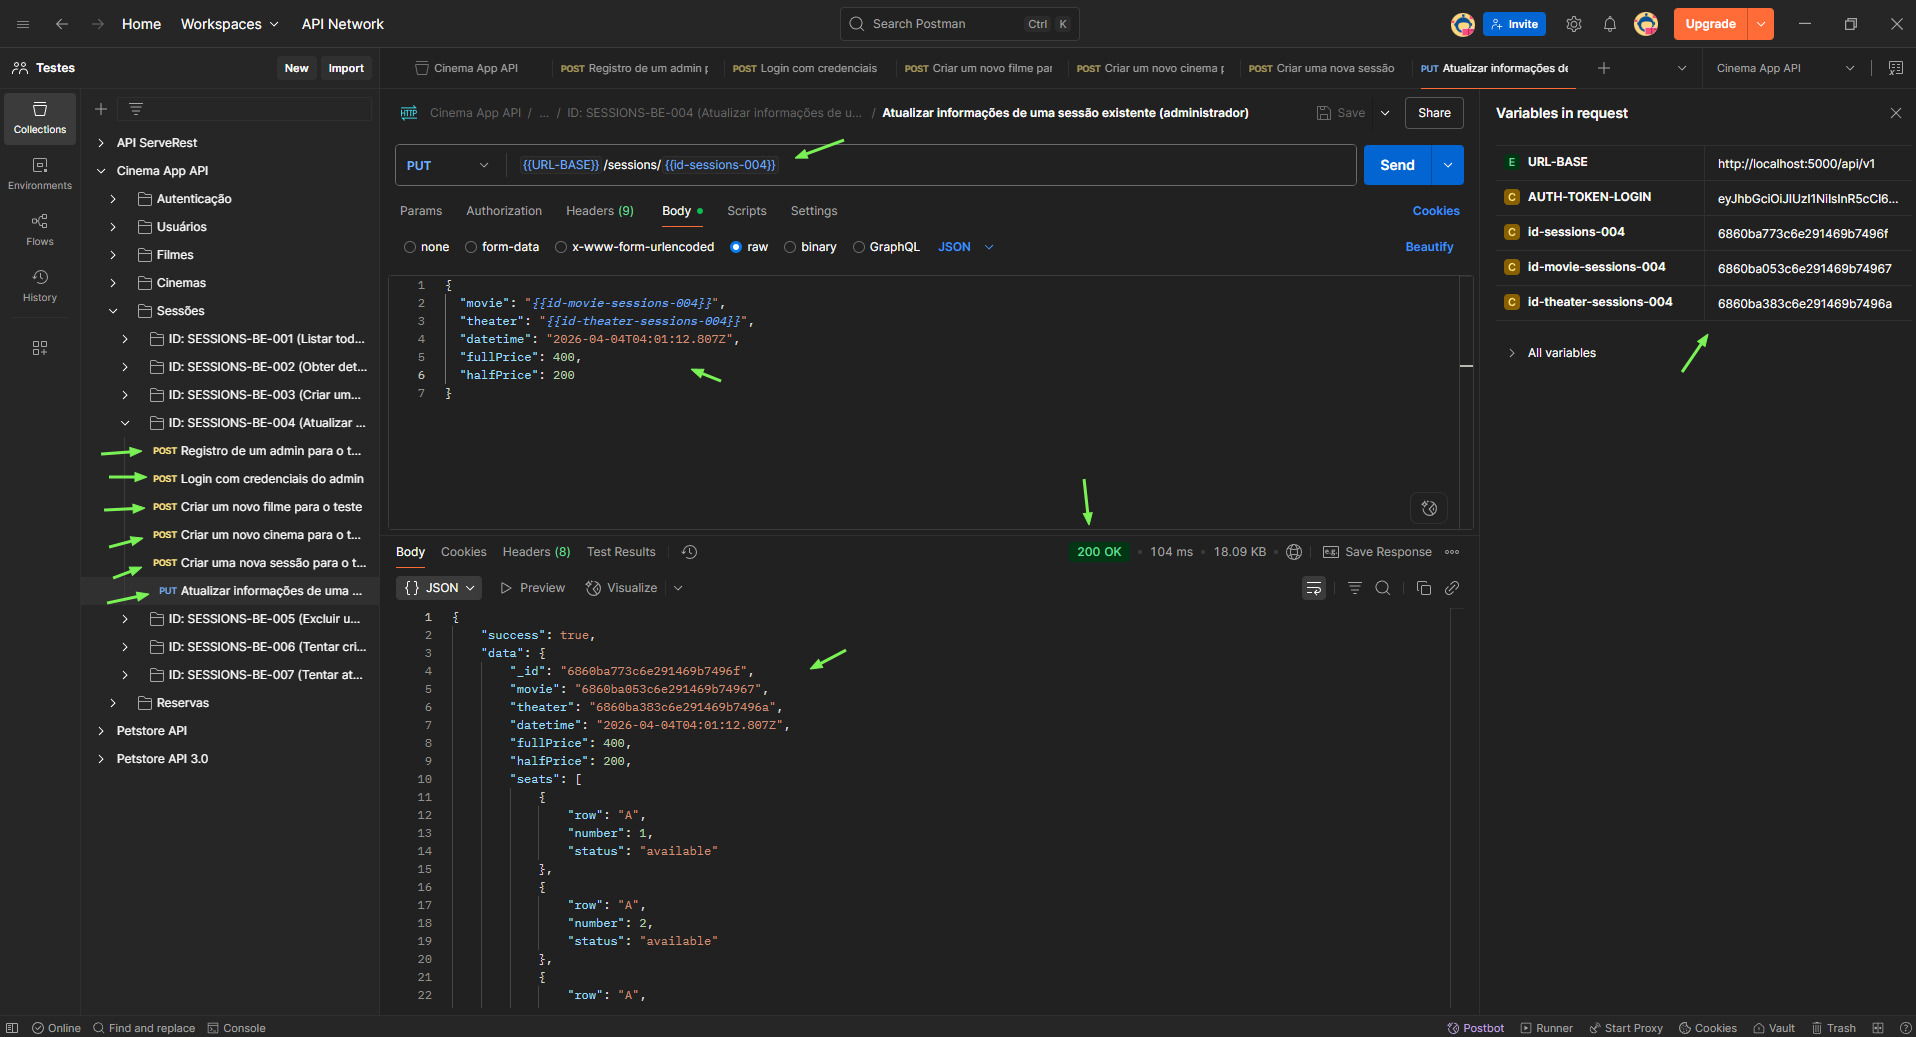 Home Workspaces API Network
Search Postman Ctrl K
Invite Upgrade
Testes New Import
Cinema App API
POST Registro de um admin p
POST Login com credenciais
POST Criar um novo filme par
POST Criar um novo cinema p
POST Criar uma nova sessão
PUT Atualizar informações de
Cinema App API
Collections
Environments
Flows
History
API ServeRest
Cinema App API
Autenticação
Usuários
Filmes
Cinemas
Sessões
ID: SESSIONS-BE-001 (Listar tod...
ID: SESSIONS-BE-002 (Obter det...
ID: SESSIONS-BE-003 (Criar um...
ID: SESSIONS-BE-004 (Atualizar ...
POST Registro de um admin para o t...
POST Login com credenciais do admin
POST Criar um novo filme para o teste
POST Criar um novo cinema para o t...
POST Criar uma nova sessão para o t...
PUT Atualizar informações de uma ...
ID: SESSIONS-BE-005 (Excluir u...
ID: SESSIONS-BE-006 (Tentar cri...
ID: SESSIONS-BE-007 (Tentar at...
Reservas
Petstore API
Petstore API 3.0
HTTP Cinema App API / ... / ID: SESSIONS-BE-004 (Atualizar informações de u... / Atualizar informações de uma sessão existente (administrador)
Save Share
PUT {{URL-BASE}} /sessions/ {{id-sessions-004}}
Send
Params Authorization Headers (9) Body Scripts Settings Cookies
none form-data x-www-form-urlencoded raw binary GraphQL JSON Beautify
1 {
2 "movie": "{{id-movie-sessions-004}}",
3 "theater": "{{id-theater-sessions-004}}",
4 "datetime": "2026-04-04T04:01:12.807Z",
5 "fullPrice": 400,
6 "halfPrice": 200
7 }
Body Cookies Headers (8) Test Results
200 OK 104 ms 18.09 KB e.g. Save Response
{} JSON Preview Visualize
1 {
2 "success": true,
3 "data": {
4 "_id": "6860ba773c6e291469b7496f",
5 "movie": "6860ba053c6e291469b74967",
6 "theater": "6860ba383c6e291469b7496a",
7 "datetime": "2026-04-04T04:01:12.807Z",
8 "fullPrice": 400,
9 "halfPrice": 200,
10 "seats": [
11 {
12 "row": "A",
13 "number": 1,
14 "status": "available"
15 },
16 {
17 "row": "A",
18 "number": 2,
19 "status": "available"
20 },
21 {
22 "row": "A",
Variables in request
E URL-BASE http://localhost:5000/api/v1
C AUTH-TOKEN-LOGIN eyJhbGciOiJIUzI1NiIsInR5cCI6...
C id-sessions-004 6860ba773c6e291469b7496f
C id-movie-sessions-004 6860ba053c6e291469b74967
C id-theater-sessions-004 6860ba383c6e291469b7496a
All variables
Online Find and replace Console
Postbot Runner Start Proxy Cookies Vault Trash